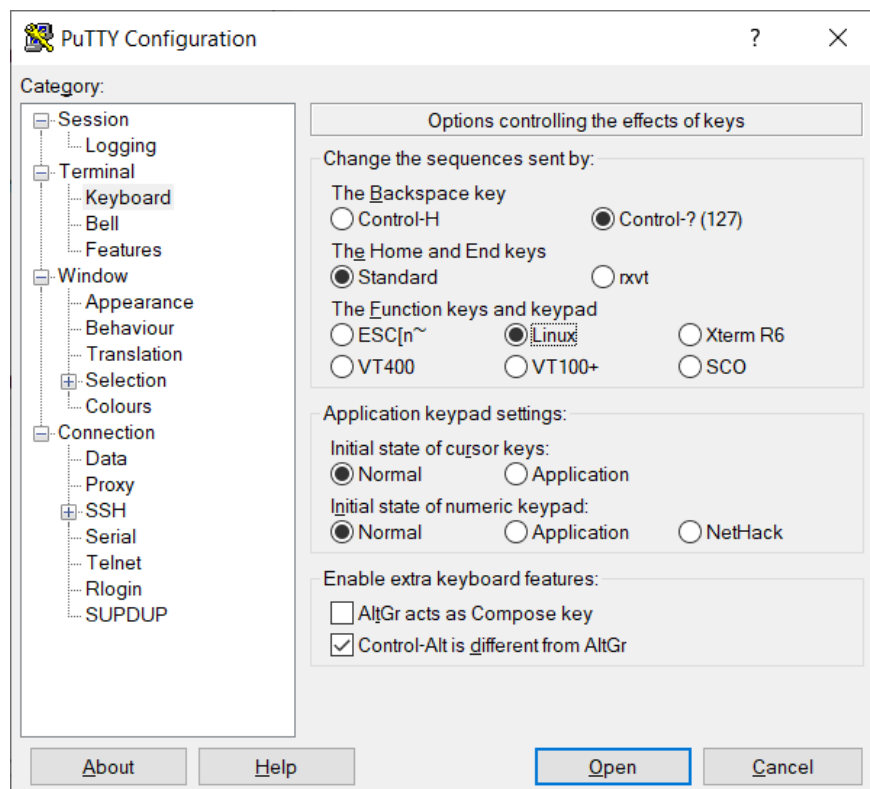 PuTTY Configuration ?
Category:
Session
Logging
Terminal
Keyboard
Bell
Features
Window
Appearance
Behaviour
Translation
Selection
Colours
Connection
Data
Proxy
SSH
Serial
Telnet
Rlogin
SUPDUP
Options controlling the effects of keys
Change the sequences sent by:
The Backspace key
Control-H Control-? (127)
The Home and End keys
Standard rxvt
The Function keys and keypad
ESC[n~ Linux Xterm R6
VT400 VT100+ SCO
Application keypad settings:
Initial state of cursor keys:
Normal Application
Initial state of numeric keypad:
Normal Application NetHack
Enable extra keyboard features:
AltGr acts as Compose key
Control-Alt is different from AltGr
About Help Open Cancel